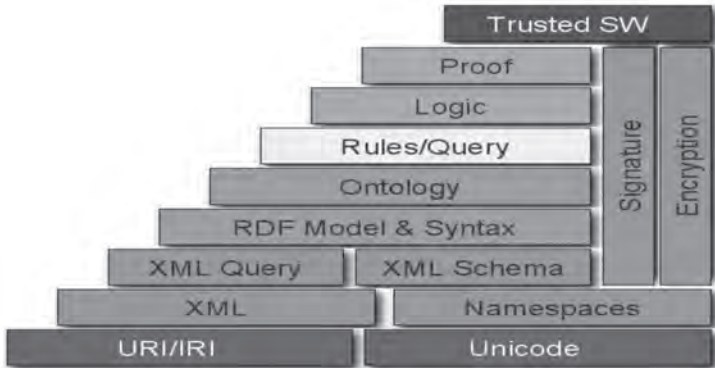 Trusted SW
Proof
Logic
Rules/Query
Ontology
RDF Model & Syntax
XML Query
XML Schema
Signature
Encryption
XML
Namespaces
URI/IRI
Unicode